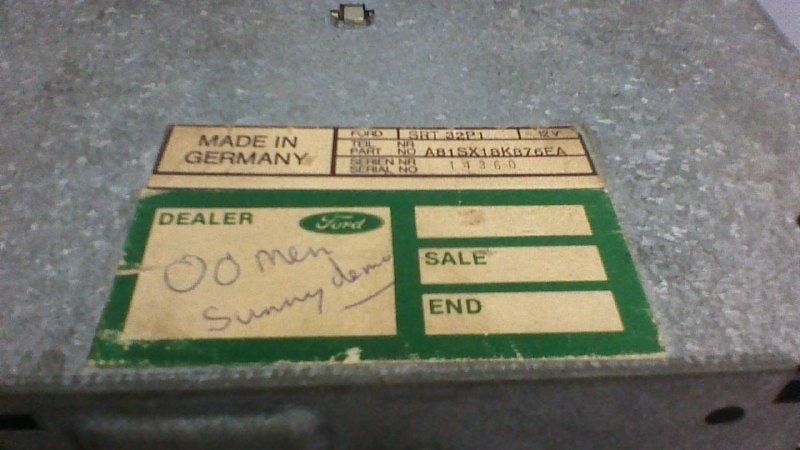 MADE IN
GERMANY
FORD SRT 32P1 12V
TEIL NR
PART NO A81SX18K876EA
SERIEN NR
SERIAL NO 14360
DEALER Ford
OO men
Sunny demo
SALE
END